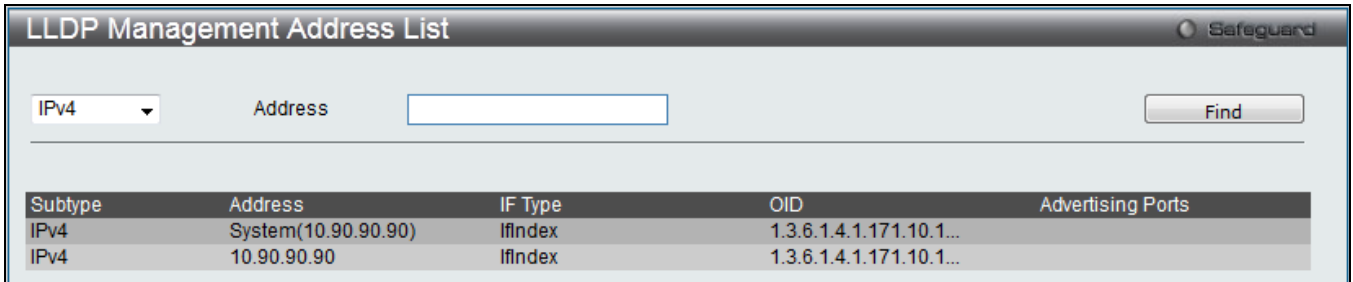 LLDP Management Address List Safeguard
IPv4 Address Find
Subtype Address IF Type OID Advertising Ports
IPv4 System(10.90.90.90) IfIndex 1.3.6.1.4.1.171.10.1...
IPv4 10.90.90.90 IfIndex 1.3.6.1.4.1.171.10.1...